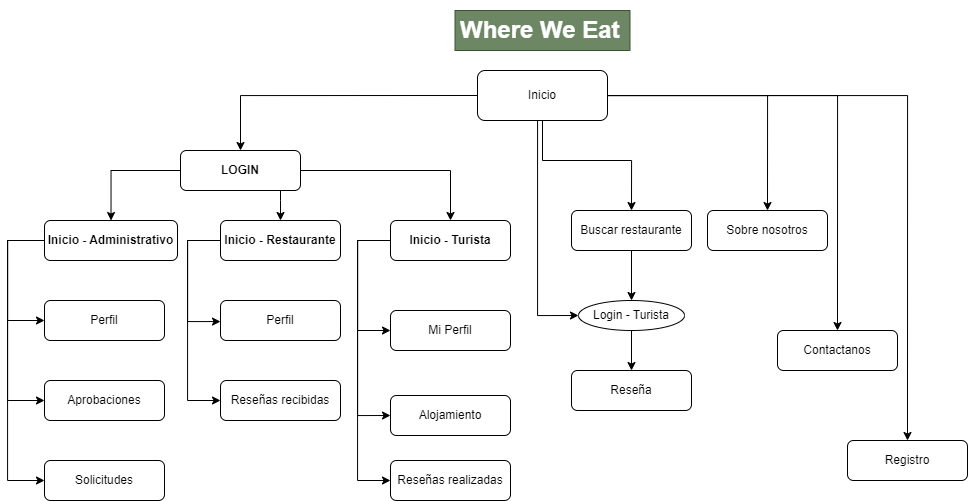 Where We Eat
Inicio
LOGIN
Inicio - Administrativo
Inicio - Restaurante
Inicio - Turista
Buscar restaurante
Sobre nosotros
Perfil
Perfil
Mi Perfil
Login - Turista
Contactanos
Aprobaciones
Reseñas recibidas
Alojamiento
Reseña
Solicitudes
Reseñas realizadas
Registro